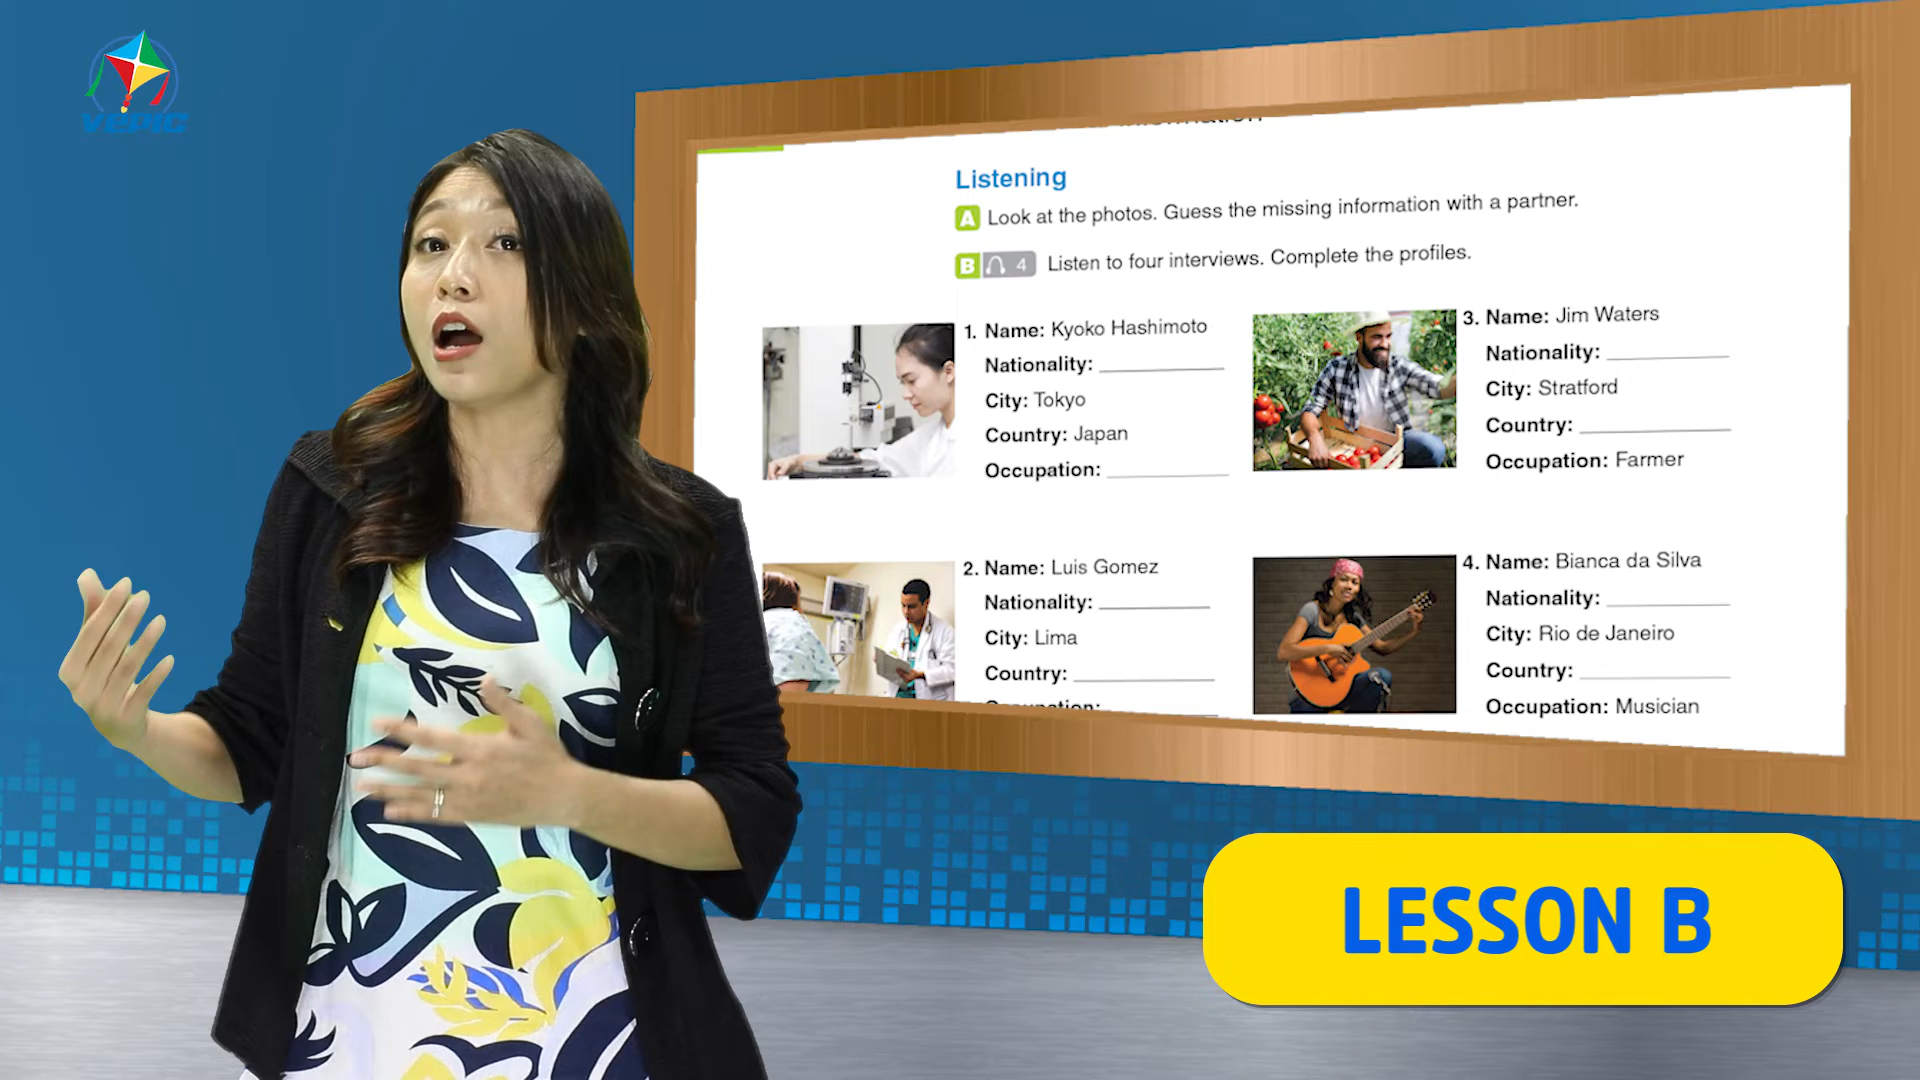 VEPIC
Listening
A Look at the photos. Guess the missing information with a partner.
B 4 Listen to four interviews. Complete the profiles.
1. Name: Kyoko Hashimoto
Nationality:
City: Tokyo
Country: Japan
Occupation:
2. Name: Luis Gomez
Nationality:
City: Lima
Country:
3. Name: Jim Waters
Nationality:
City: Stratford
Country:
Occupation: Farmer
4. Name: Bianca da Silva
Nationality:
City: Rio de Janeiro
Country:
Occupation: Musician
LESSON B